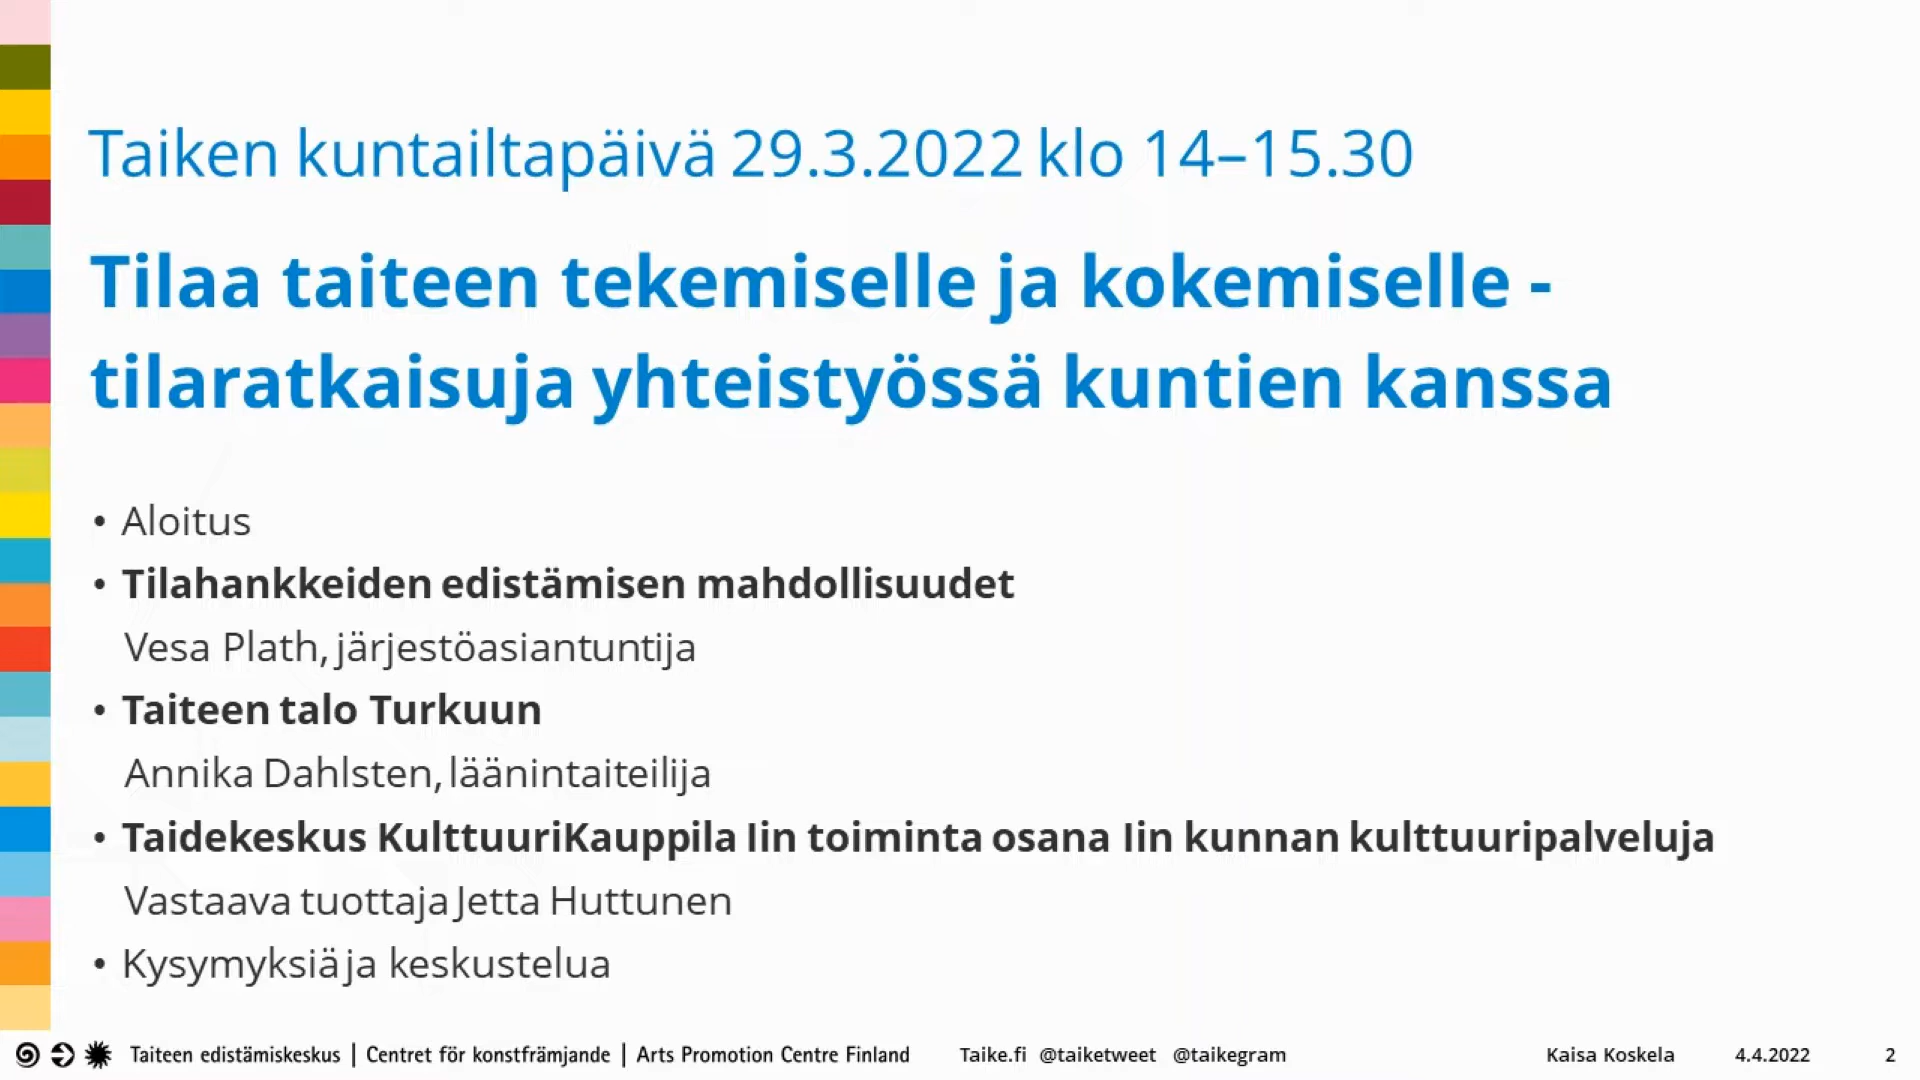 Taiken kuntailtapäivä 29.3.2022 klo 14–15.30
Tilaa taiteen tekemiselle ja kokemiselle -
tilaratkaisuja yhteistyössä kuntien kanssa
• Aloitus
• Tilahankkeiden edistämisen mahdollisuudet
Vesa Plath, järjestöasiantuntija
• Taiteen talo Turkuun
Annika Dahlsten, läänintaiteilija
• Taidekeskus KulttuuriKauppila Iin toiminta osana Iin kunnan kulttuuripalveluja
Vastaava tuottaja Jetta Huttunen
• Kysymyksiä ja keskustelua
Taiteen edistämiskeskus | Centret för konstfrämjande | Arts Promotion Centre Finland Taike.fi @taiketweet @taikegram Kaisa Koskela 4.4.2022 2